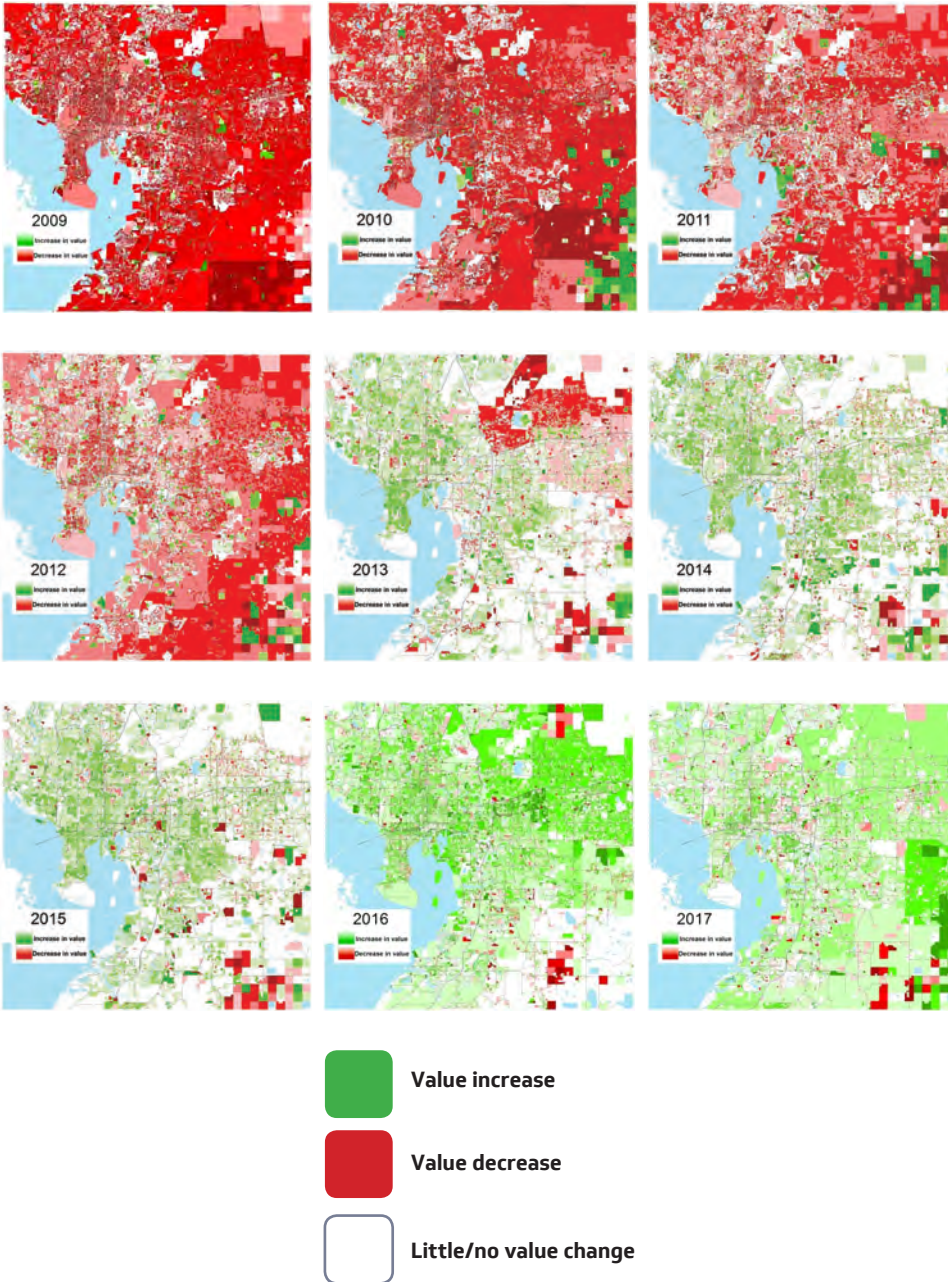 2009
Increase in value
Decrease in value
2010
Increase in value
Decrease in value
2011
Increase in value
Decrease in value
2012
Increase in value
Decrease in value
2013
Increase in value
Decrease in value
2014
Increase in value
Decrease in value
2015
Increase in value
Decrease in value
2016
Increase in value
Decrease in value
2017
Increase in value
Decrease in value
Value increase
Value decrease
Little/no value change